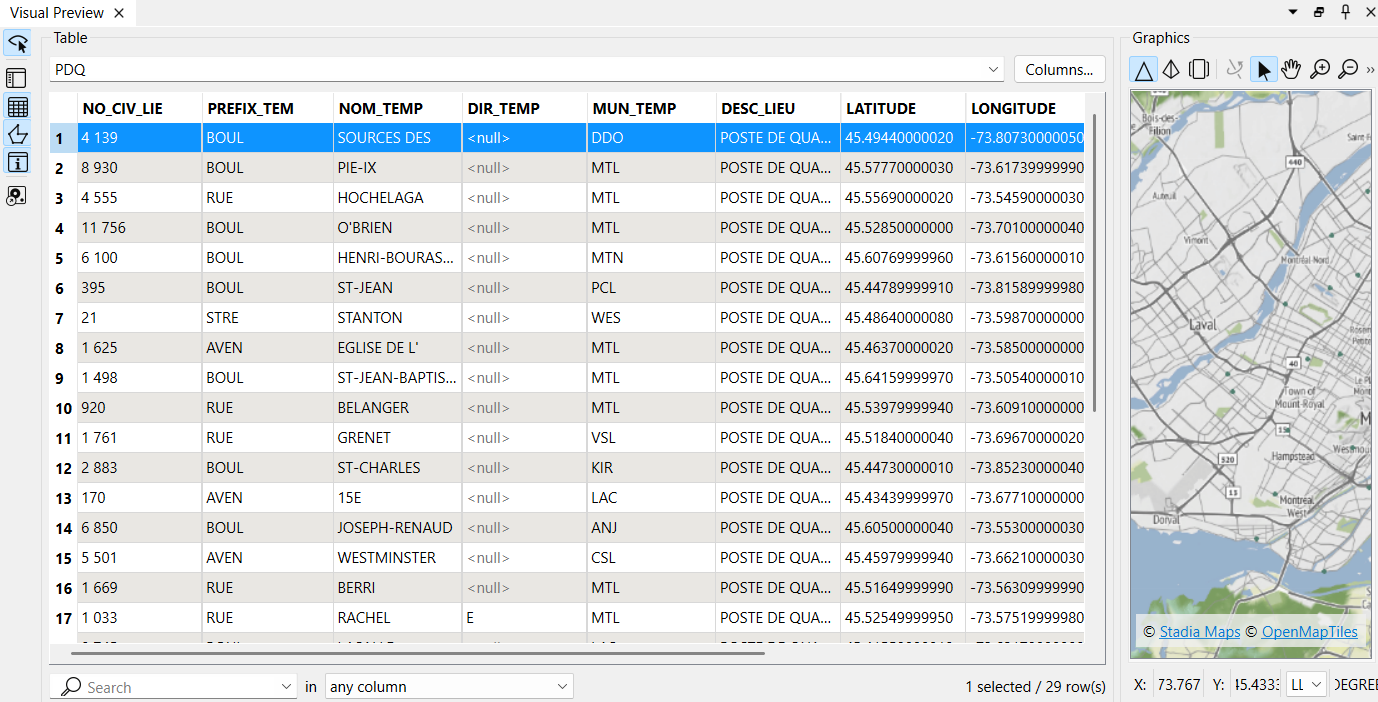 Visual Preview
Table
PDQ
Columns...
NO_CIV_LIE PREFIX_TEM NOM_TEMP DIR_TEMP MUN_TEMP DESC_LIEU LATITUDE LONGITUDE
1 4 139 BOUL SOURCES DES <null> DDO POSTE DE QUA... 45.49440000020 -73.80730000050
2 8 930 BOUL PIE-IX <null> MTL POSTE DE QUA... 45.57770000030 -73.61739999990
3 4 555 RUE HOCHELAGA <null> MTL POSTE DE QUA... 45.55690000020 -73.54590000030
4 11 756 BOUL O'BRIEN <null> MTL POSTE DE QUA... 45.52850000000 -73.70100000040
5 6 100 BOUL HENRI-BOURAS... <null> MTN POSTE DE QUA... 45.60769999960 -73.61560000010
6 395 BOUL ST-JEAN <null> PCL POSTE DE QUA... 45.44789999910 -73.81589999980
7 21 STRE STANTON <null> WES POSTE DE QUA... 45.48640000080 -73.59870000000
8 1 625 AVEN EGLISE DE L' <null> MTL POSTE DE QUA... 45.46370000020 -73.58500000000
9 1 498 BOUL ST-JEAN-BAPTIS... <null> MTL POSTE DE QUA... 45.64159999970 -73.50540000010
10 920 RUE BELANGER <null> MTL POSTE DE QUA... 45.53979999940 -73.60910000000
11 1 761 RUE GRENET <null> VSL POSTE DE QUA... 45.51840000040 -73.69670000020
12 2 883 BOUL ST-CHARLES <null> KIR POSTE DE QUA... 45.44730000010 -73.85230000040
13 170 AVEN 15E <null> LAC POSTE DE QUA... 45.43439999970 -73.67710000000
14 6 850 BOUL JOSEPH-RENAUD <null> ANJ POSTE DE QUA... 45.60500000040 -73.55300000030
15 5 501 AVEN WESTMINSTER <null> CSL POSTE DE QUA... 45.45979999940 -73.66210000030
16 1 669 RUE BERRI <null> MTL POSTE DE QUA... 45.51649999990 -73.56309999990
17 1 033 RUE RACHEL E MTL POSTE DE QUA... 45.52549999950 -73.57519999980
Search in any column
1 selected / 29 row(s)
Graphics
Bois-des-
Filion
440
Auteuil
Vimont
Montréal-Nord
Laval
40
Town of
Mount-Royal
Hampstead
520
13
Montreal
West
Dorval
© Stadia Maps © OpenMapTiles
X: 73.767 Y: 45.4333 LL